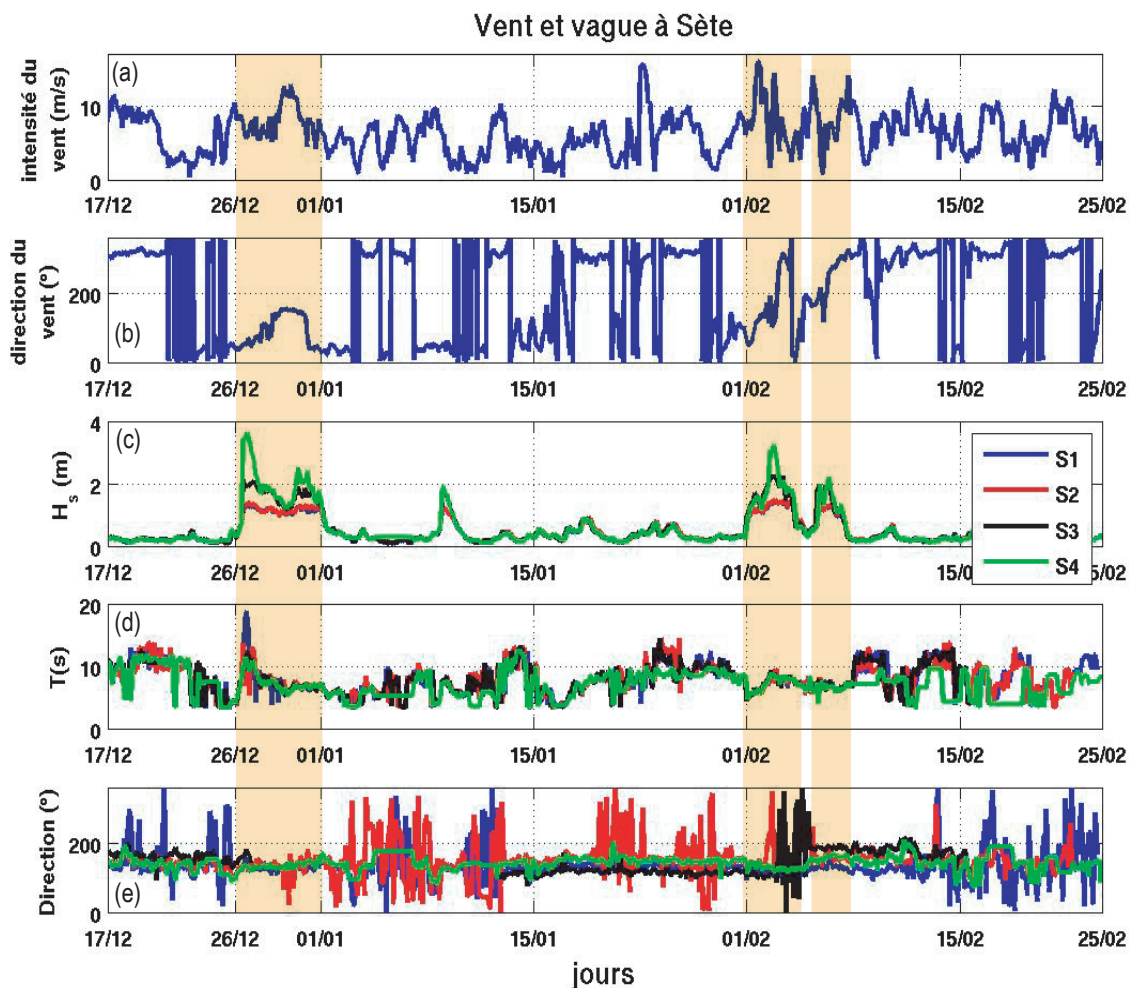 Vent et vague à Sète
(a)
intensité du
vent (m/s)
10
0
17/12 26/12 01/01 15/01 01/02 15/02 25/02
(b)
direction du
vent (°)
200
0
17/12 26/12 01/01 15/01 01/02 15/02 25/02
(c)
H_s (m)
4
2
0
S1
S2
S3
S4
17/12 26/12 01/01 15/01 01/02 15/02 5/02
(d)
T(s)
20
10
0
17/12 26/12 01/01 15/01 01/02 15/02 25/02
(e)
Direction (°)
200
0
17/12 26/12 01/01 15/01 01/02 15/02 25/02
jours